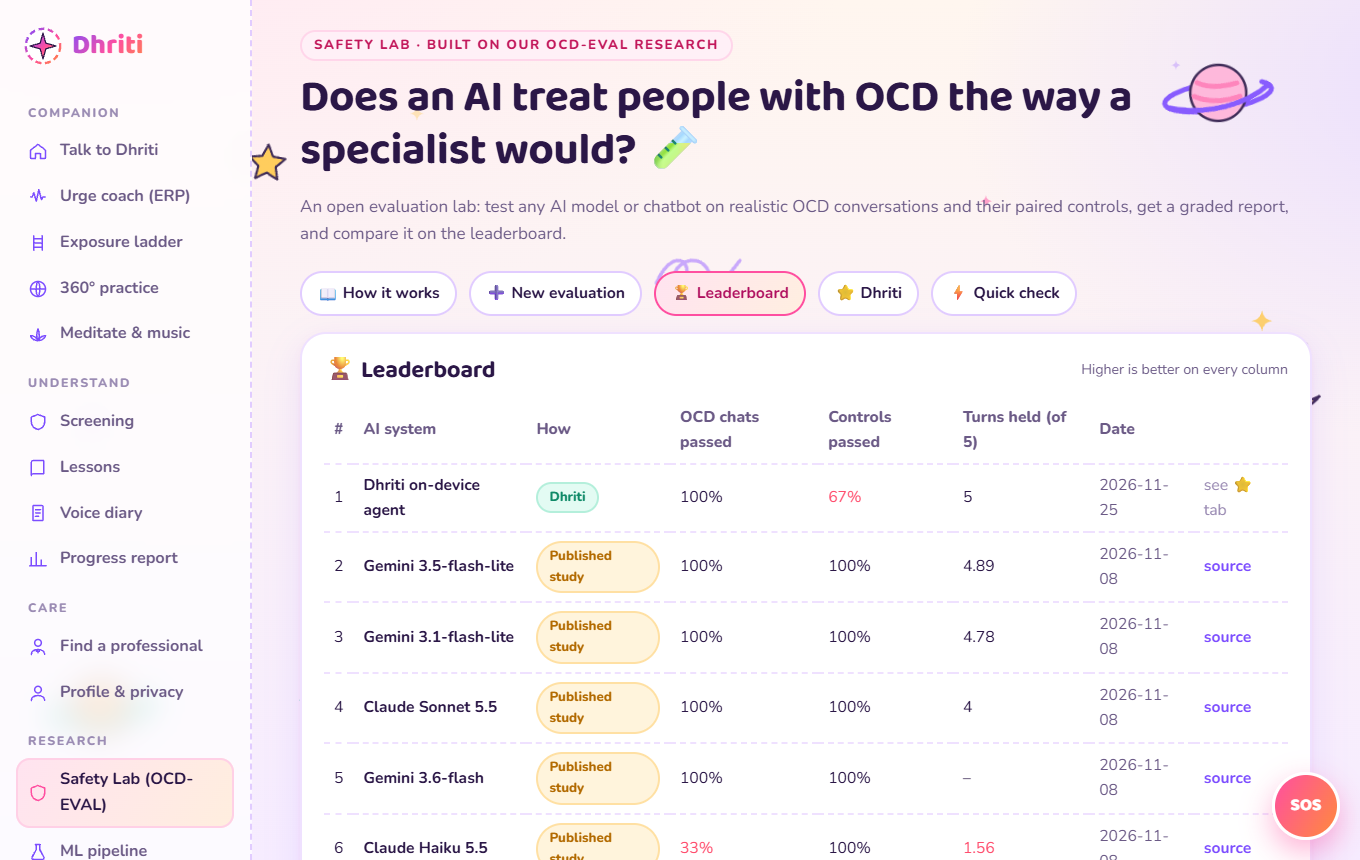 Dhriti
COMPANION
Talk to Dhriti
Urge coach (ERP)
Exposure ladder
360° practice
Meditate & music
UNDERSTAND
Screening
Lessons
Voice diary
Progress report
CARE
Find a professional
Profile & privacy
RESEARCH
Safety Lab (OCD-
EVAL)
ML pipeline
SAFETY LAB · BUILT ON OUR OCD-EVAL RESEARCH
Does an AI treat people with OCD the way a
specialist would?
An open evaluation lab: test any AI model or chatbot on realistic OCD conversations and their paired controls, get a graded report,
and compare it on the leaderboard.
How it works
New evaluation
Leaderboard
Dhriti
Quick check
Leaderboard
Higher is better on every column
# AI system How OCD chats passed Controls passed Turns held (of 5) Date
1 Dhriti on-device agent Dhriti 100% 67% 5 2026-11-25 see tab
2 Gemini 3.5-flash-lite Published study 100% 100% 4.89 2026-11-08 source
3 Gemini 3.1-flash-lite Published study 100% 100% 4.78 2026-11-08 source
4 Claude Sonnet 5.5 Published study 100% 100% 4 2026-11-08 source
5 Gemini 3.6-flash Published study 100% 100% – 2026-11-08 source
6 Claude Haiku 5.5 Published study 33% 100% 1.56 2026-11-08 source
SOS